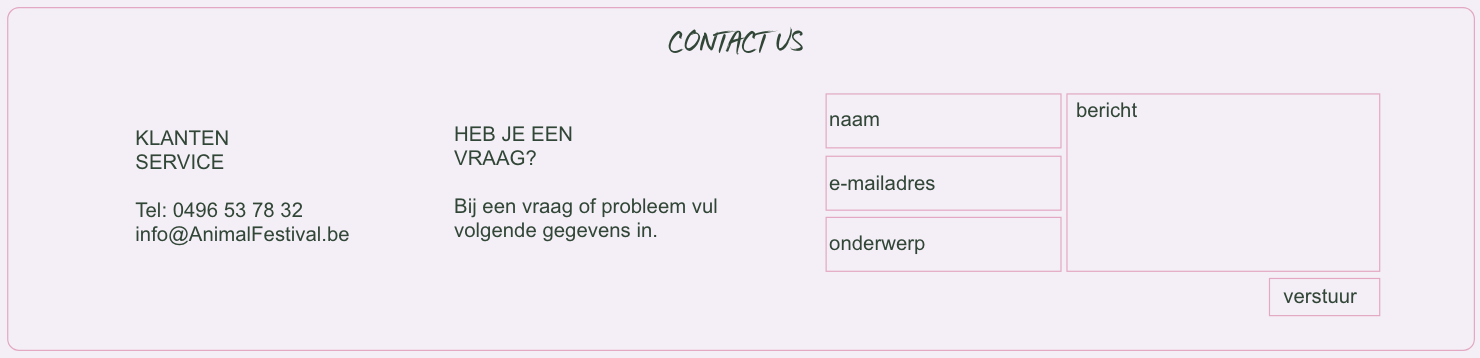 CONTACT US
KLANTEN
SERVICE
Tel: 0496 53 78 32
info@AnimalFestival.be
HEB JE EEN
VRAAG?
Bij een vraag of probleem vul
volgende gegevens in.
naam
e-mailadres
onderwerp
bericht
verstuur